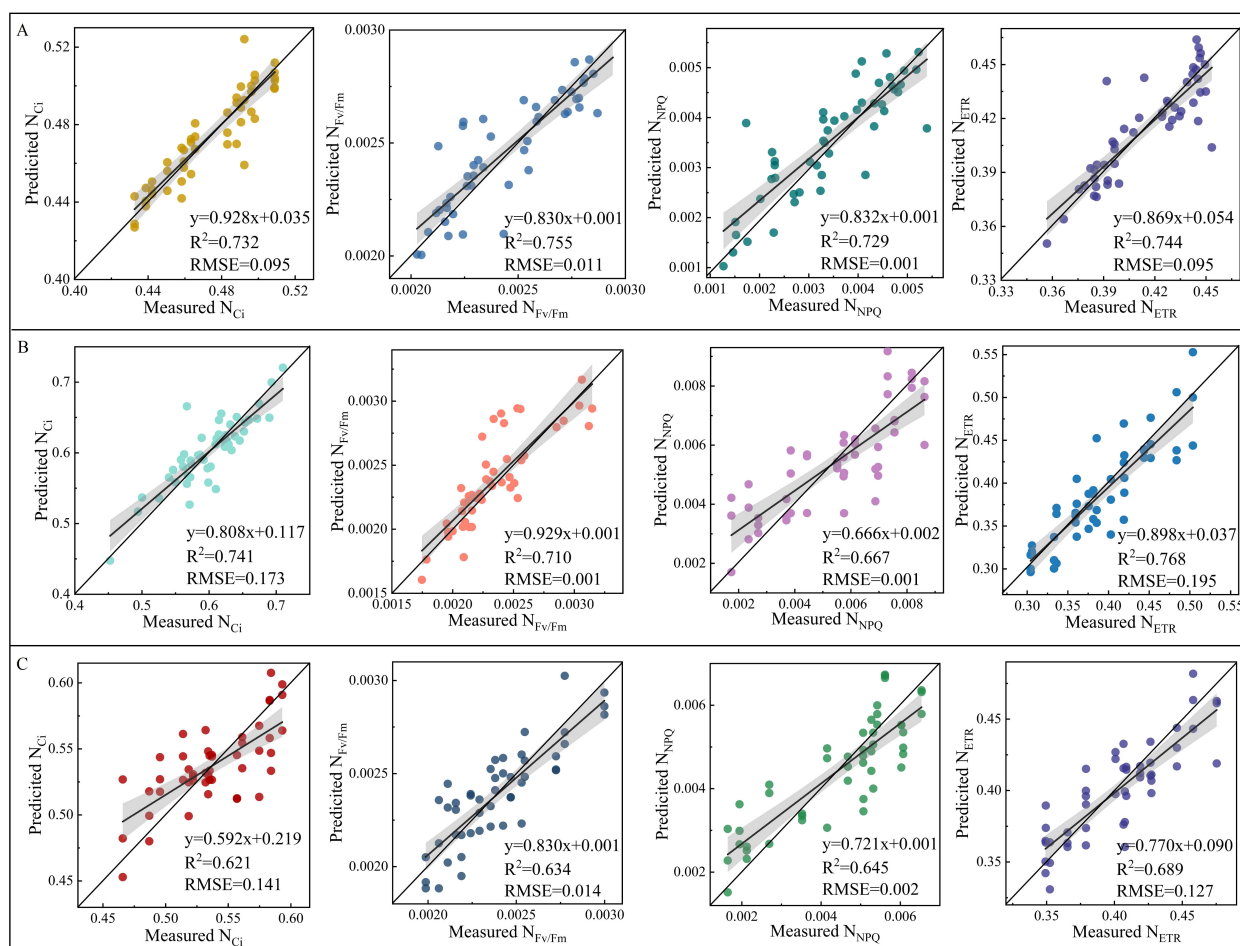 A
Predicited N_Ci
0.52
0.48
0.44
0.40
y=0.928x+0.035
R²=0.732
RMSE=0.095
0.40 0.44 0.48 0.52
Measured N_Ci
Predicited N_Fv/Fm
0.0030
0.0025
0.0020
y=0.830x+0.001
R²=0.755
RMSE=0.011
0.0020 0.0025 0.0030
Measured N_Fv/Fm
Predicited N_NPQ
0.005
0.004
0.003
0.002
0.001
y=0.832x+0.001
R²=0.729
RMSE=0.001
0.001 0.002 0.003 0.004 0.005
Measured N_NPQ
Predicited N_ETR
0.45
0.42
0.39
0.36
0.33
y=0.869x+0.054
R²=0.744
RMSE=0.095
0.33 0.36 0.39 0.42 0.45
Measured N_ETR
B
Predicited N_Ci
0.7
0.6
0.5
0.4
y=0.808x+0.117
R²=0.741
RMSE=0.173
0.4 0.5 0.6 0.7
Measured N_Ci
Predicited N_Fv/Fm
0.0030
0.0025
0.0020
0.0015
y=0.929x+0.001
R²=0.710
RMSE=0.001
0.0015 0.0020 0.0025 0.0030
Measured N_Fv/Fm
Predicited N_NPQ
0.008
0.006
0.004
0.002
y=0.666x+0.002
R²=0.667
RMSE=0.001
0.002 0.004 0.006 0.008
Measured N_NPQ
Predicited N_ETR
0.55
0.50
0.45
0.40
0.35
0.30
y=0.898x+0.037
R²=0.768
RMSE=0.195
0.30 0.35 0.40 0.45 0.50 0.55
Measured N_ETR
C
Predicited N_Ci
0.60
0.55
0.50
0.45
y=0.592x+0.219
R²=0.621
RMSE=0.141
0.45 0.50 0.55 0.60
Measured N_Ci
Predicited N_Fv/Fm
0.0030
0.0025
0.0020
y=0.830x+0.001
R²=0.634
RMSE=0.014
0.0020 0.0025 0.0030
Measured N_Fv/Fm
Predicited N_NPQ
0.006
0.004
0.002
y=0.721x+0.001
R²=0.645
RMSE=0.002
0.002 0.004 0.006
Measured N_NPQ
Predicited N_ETR
0.45
0.40
0.35
y=0.770x+0.090
R²=0.689
RMSE=0.127
0.35 0.40 0.45
Measured N_ETR